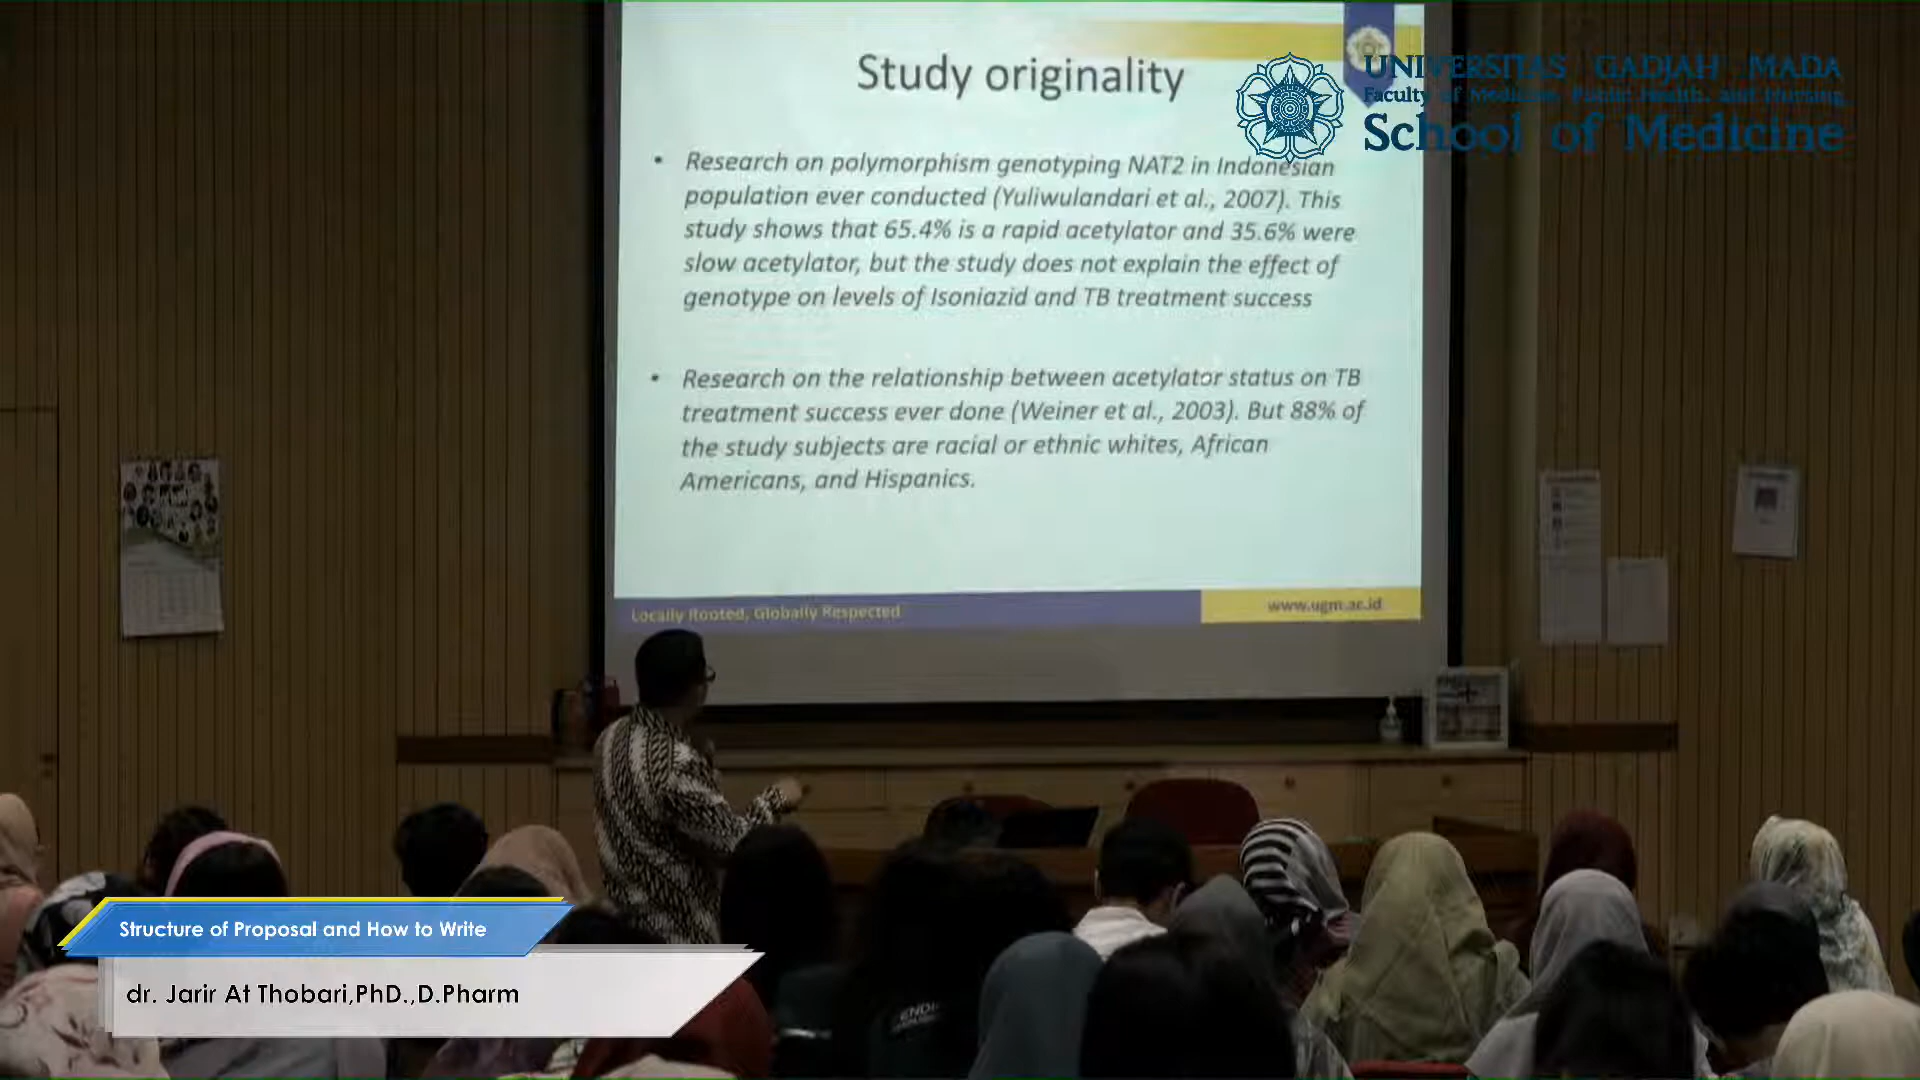 Study originality
UNIVERSITAS GADJAH MADA
Faculty of Medicine, Public Health, and Nursing
School of Medicine
• Research on polymorphism genotyping NAT2 in Indonesian
population ever conducted (Yuliwulandari et al., 2007). This
study shows that 65.4% is a rapid acetylator and 35.6% were
slow acetylator, but the study does not explain the effect of
genotype on levels of Isoniazid and TB treatment success
• Research on the relationship between acetylator status on TB
treatment success ever done (Weiner et al., 2003). But 88% of
the study subjects are racial or ethnic whites, African
Americans, and Hispanics.
Locally Rooted, Globally Respected
www.ugm.ac.id
Structure of Proposal and How to Write
dr. Jarir At Thobari,PhD.,D.Pharm